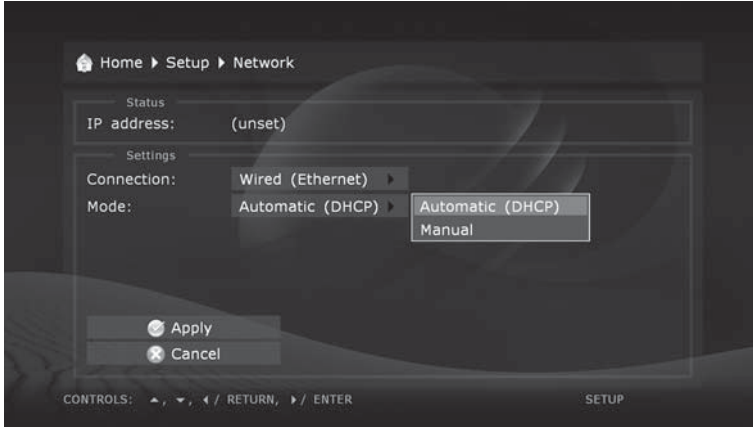 Home ▶ Setup ▶ Network
Status
IP address: (unset)
Settings
Connection: Wired (Ethernet)
Mode: Automatic (DHCP) Automatic (DHCP)
Manual
Apply
Cancel
CONTROLS: ▲, ▼, ◀ / RETURN, ▶ / ENTER SETUP